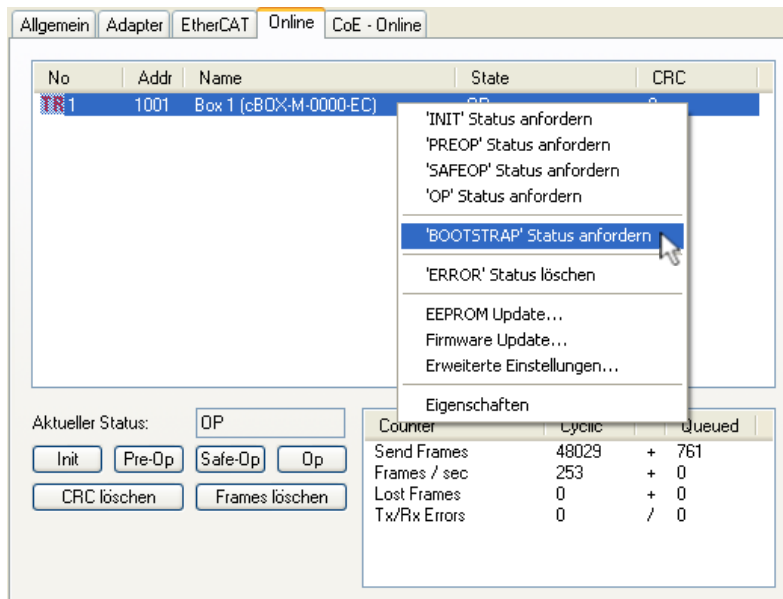 Allgemein Adapter EtherCAT Online CoE - Online
No Addr Name State CRC
TR 1 1001 Box 1 (cBOX-M-0000-EC)
'INIT' Status anfordern
'PREOP' Status anfordern
'SAFEOP' Status anfordern
'OP' Status anfordern
'BOOTSTRAP' Status anfordern
'ERROR' Status löschen
EEPROM Update...
Firmware Update...
Erweiterte Einstellungen...
Eigenschaften
Aktueller Status: OP
Init Pre-Op Safe-Op Op
CRC löschen Frames löschen
Counter Cyclic Queued
Send Frames 48029 + 761
Frames / sec 253 + 0
Lost Frames 0 + 0
Tx/Rx Errors 0 / 0